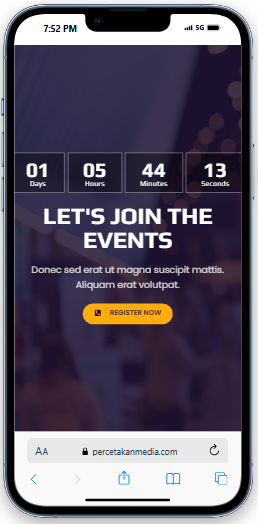 7:52 PM 5G
01 05 44 13
Days Hours Minutes Seconds
LET'S JOIN THE
EVENTS
Donec sed erat ut magna suscipit mattis.
Aliquam erat volutpat.
REGISTER NOW
AA percetakanmedia.com